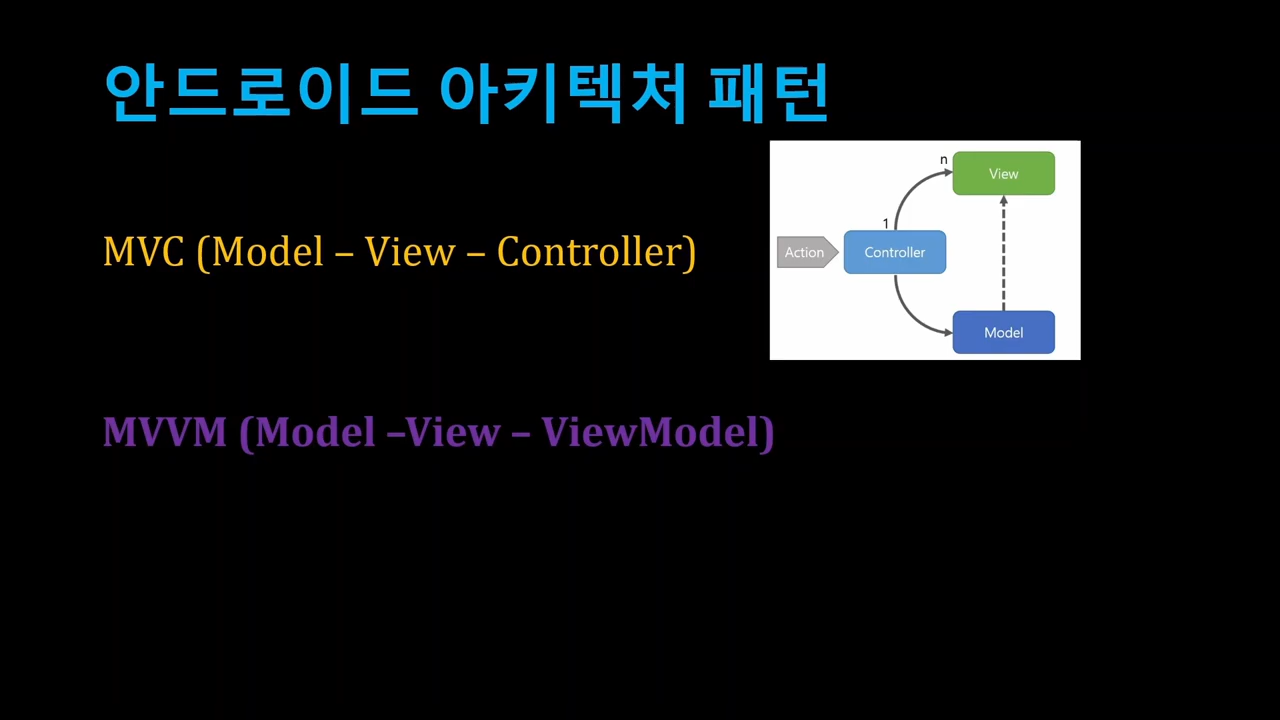 안드로이드 아키텍처 패턴
MVC (Model – View – Controller)
n
View
1
Action
Controller
Model
MVVM (Model –View – ViewModel)